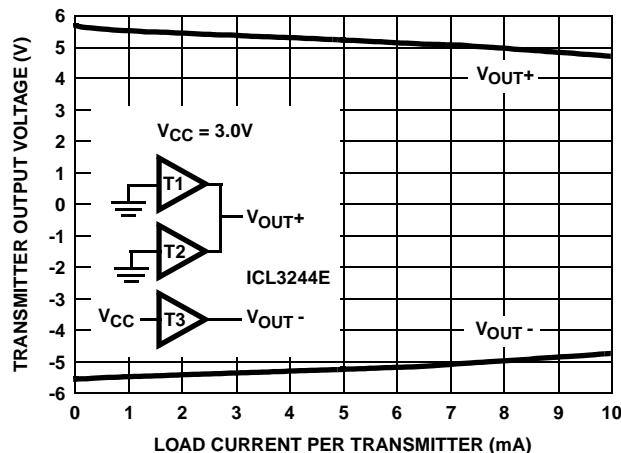 TRANSMITTER OUTPUT VOLTAGE (V)
6
5
4
3
2
1
0
-1
-2
-3
-4
-5
-6
VOUT+
VCC = 3.0V
T1
VOUT+
T2
ICL3244E
VCC
T3
VOUT -
VOUT -
0 1 2 3 4 5 6 7 8 9 10
LOAD CURRENT PER TRANSMITTER (mA)